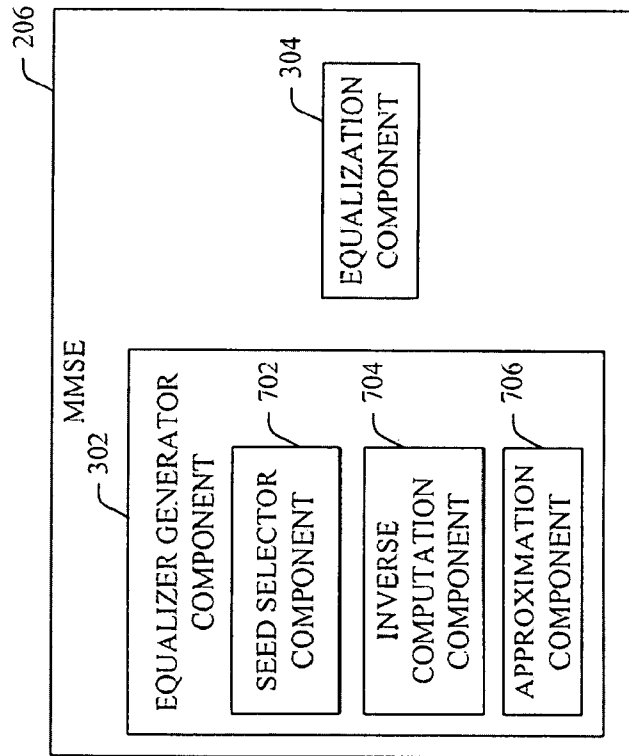 206
MMSE
302
EQUALIZER GENERATOR
COMPONENT
702
SEED SELECTOR
COMPONENT
704
INVERSE
COMPUTATION
COMPONENT
706
APPROXIMATION
COMPONENT
304
EQUALIZATION
COMPONENT